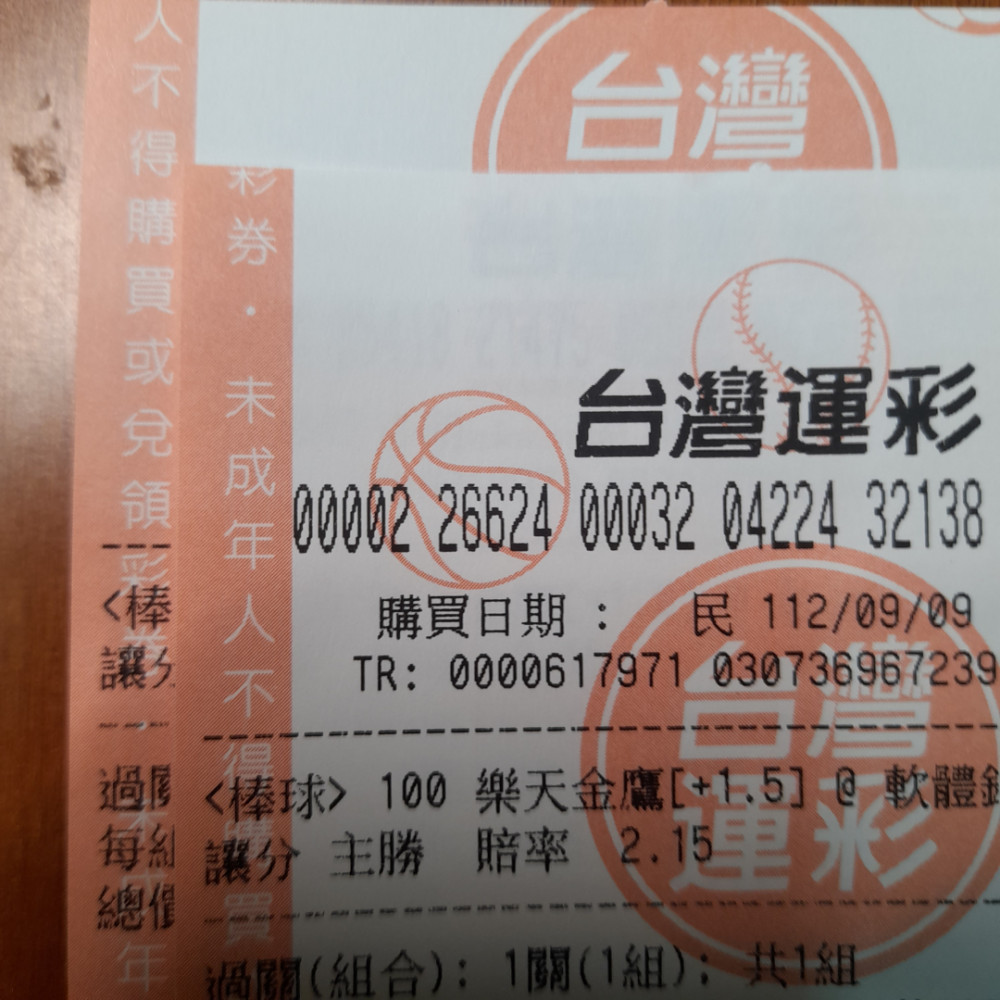 人不得購買或兌領彩券
年
台灣
彩券・未成年人不得購買
台灣運彩
00002 26624 00032 04224 32138
購買日期： 民 112/09/09
TR: 0000617971 030736967239
台灣
運彩
<棒球> 100 樂天金鷹[+1.5] @ 軟體
讓分 主勝 賠率 2.15
過關(組合): 1關(1組): 共1組
<棒
讓分
過關
每組
總